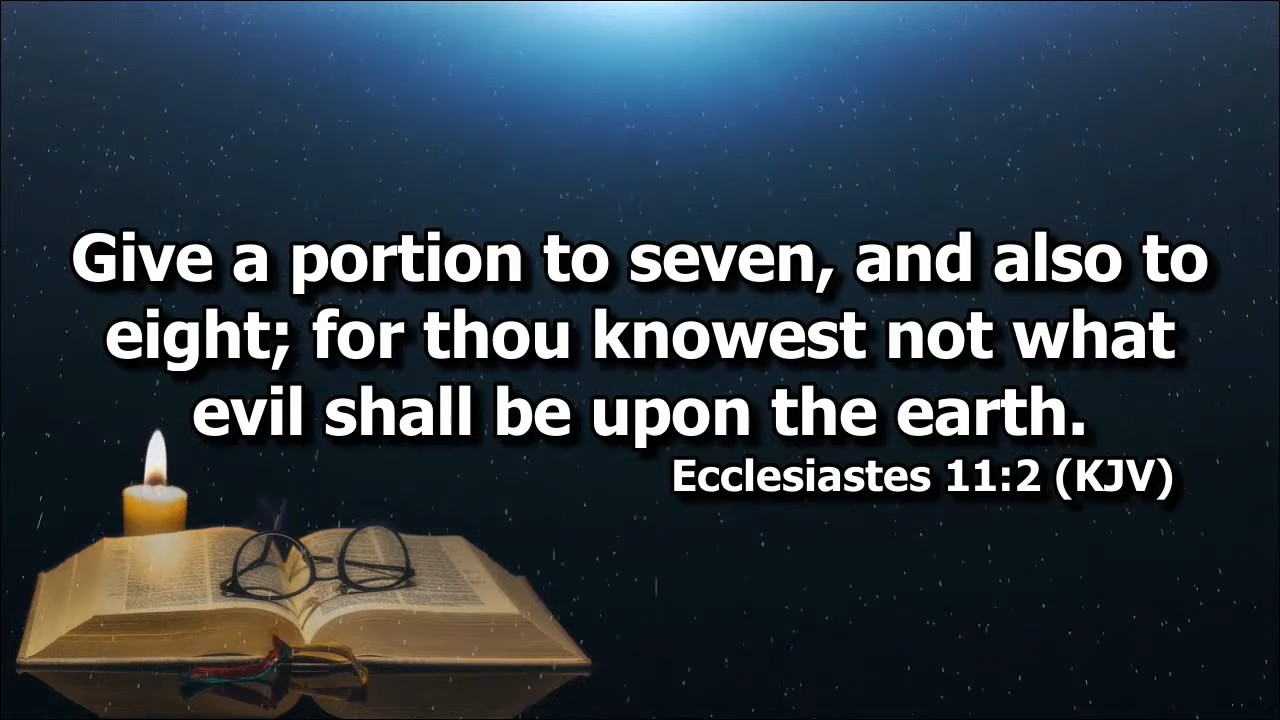 Give a portion to seven, and also to
eight; for thou knowest not what
evil shall be upon the earth.
Ecclesiastes 11:2 (KJV)